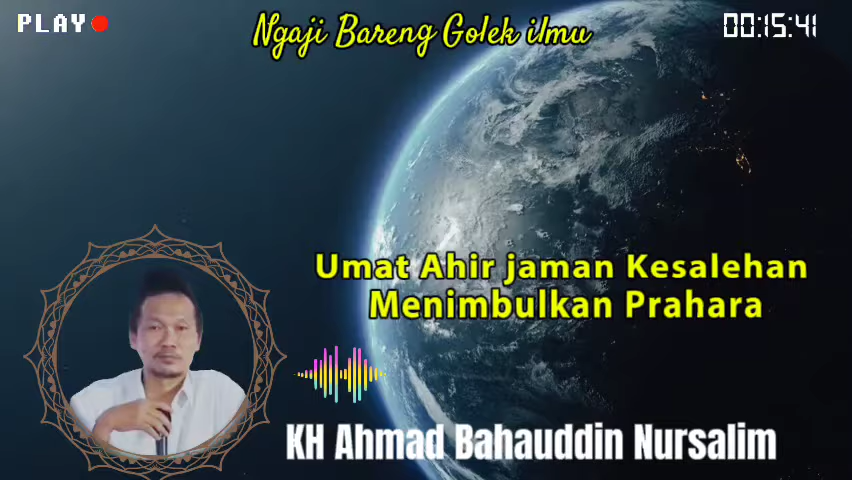 PLAY
Ngaji Bareng Golek ilmu
00:15:41
Umat Ahir jaman Kesalehan
Menimbulkan Prahara
KH Ahmad Bahauddin Nursalim